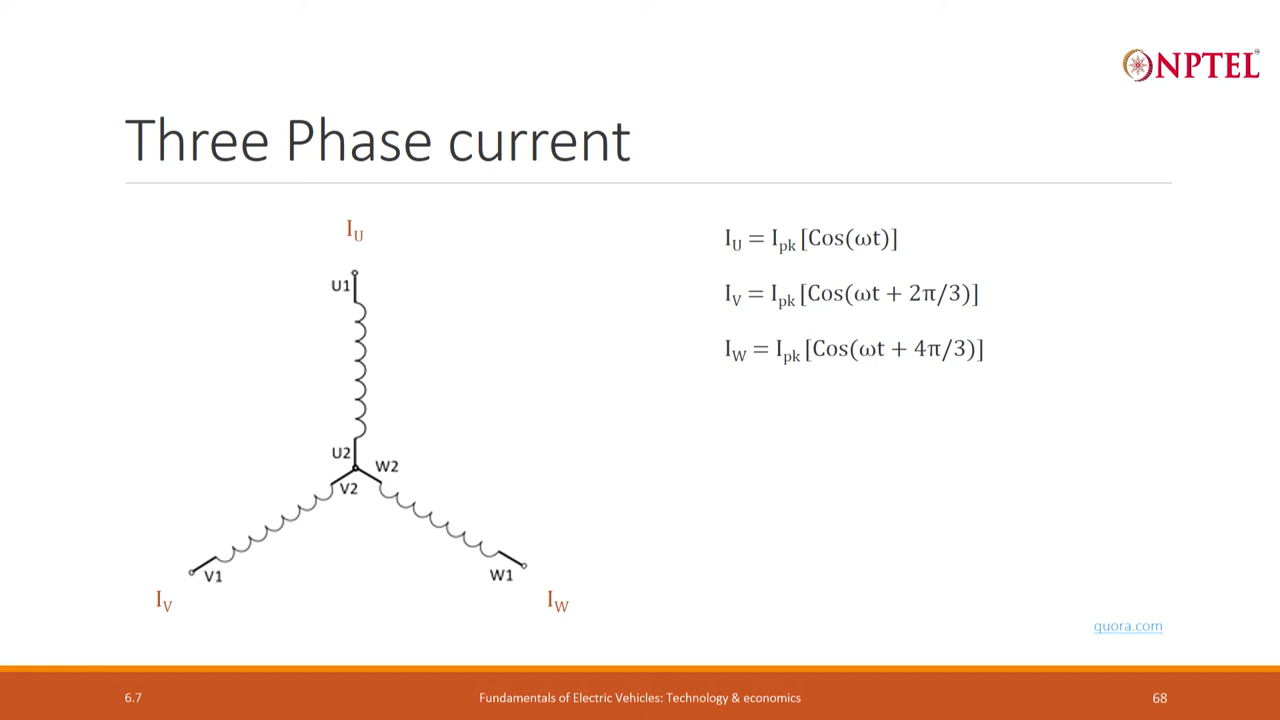 NPTEL
Three Phase current
I_U
U1
U2
W2
V2
V1
W1
I_V
I_W
I_U = I_pk [Cos(ωt)]
I_V = I_pk [Cos(ωt + 2π/3)]
I_W = I_pk [Cos(ωt + 4π/3)]
quora.com
6.7
Fundamentals of Electric Vehicles: Technology & economics
68